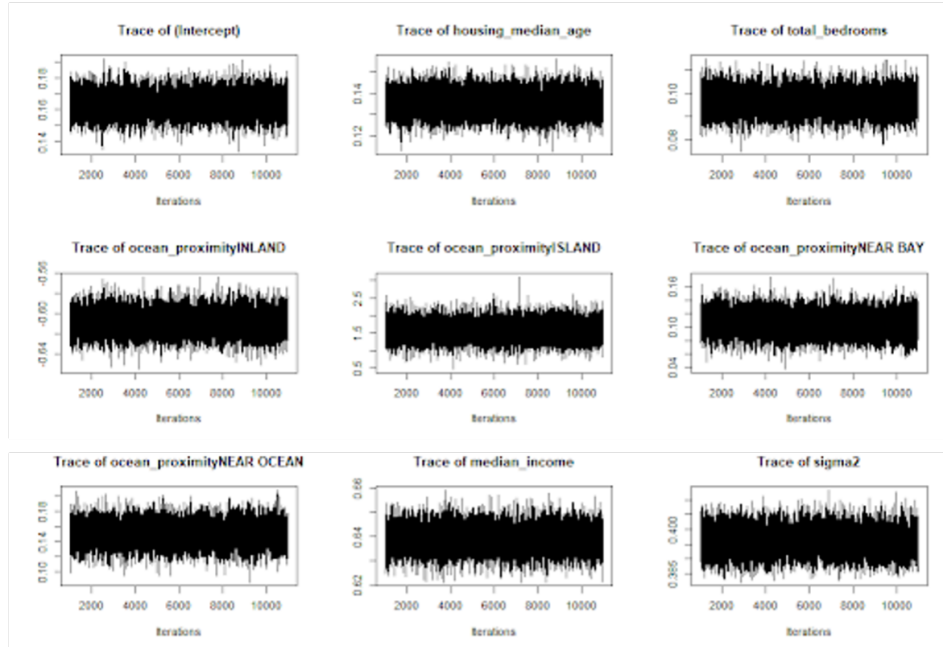 Trace of (Intercept) Trace of housing_median_age Trace of total_bedrooms
0.14 0.16 0.18 0.12 0.14 0.08 0.10
2000 4000 6000 8000 10000 2000 4000 6000 8000 10000 2000 4000 6000 8000 10000
Iterations Iterations Iterations
Trace of ocean_proximityINLAND Trace of ocean_proximityISLAND Trace of ocean_proximityNEAR BAY
-0.64 -0.60 -0.56 0.5 1.5 2.5 0.04 0.10 0.16
2000 4000 6000 8000 10000 2000 4000 6000 8000 10000 2000 4000 6000 8000 10000
Iterations Iterations Iterations
Trace of ocean_proximityNEAR OCEAN Trace of median_income Trace of sigma2
0.10 0.14 0.18 0.62 0.64 0.66 0.385 0.400
2000 4000 6000 8000 10000 2000 4000 6000 8000 10000 2000 4000 6000 8000 10000
Iterations Iterations Iterations